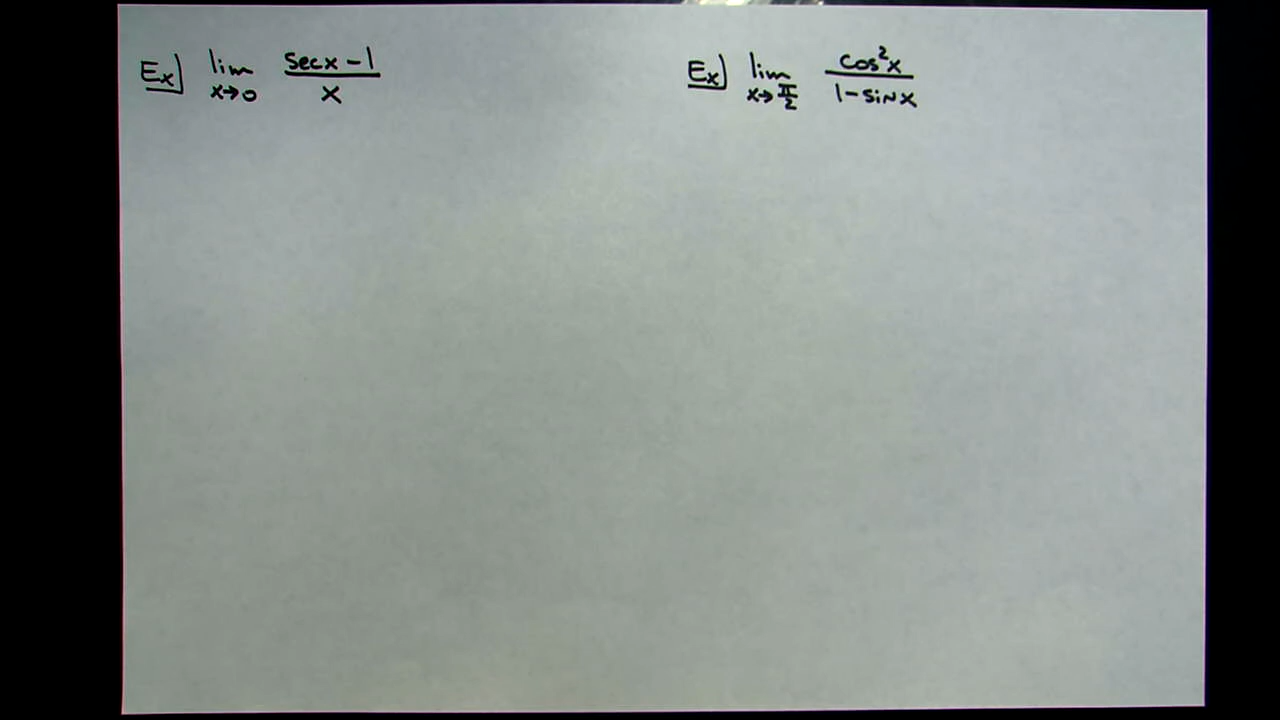 Ex) lim x→0 secx-1 / x
Ex) lim x→π/2 cos²x / 1-sinx